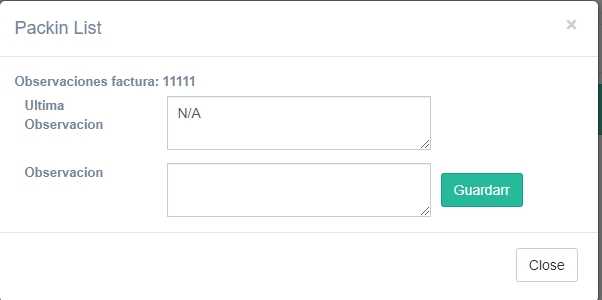 Packin List
×
Observaciones factura: 11111
Ultima
Observacion
N/A
Observacion
Guardarr
Close